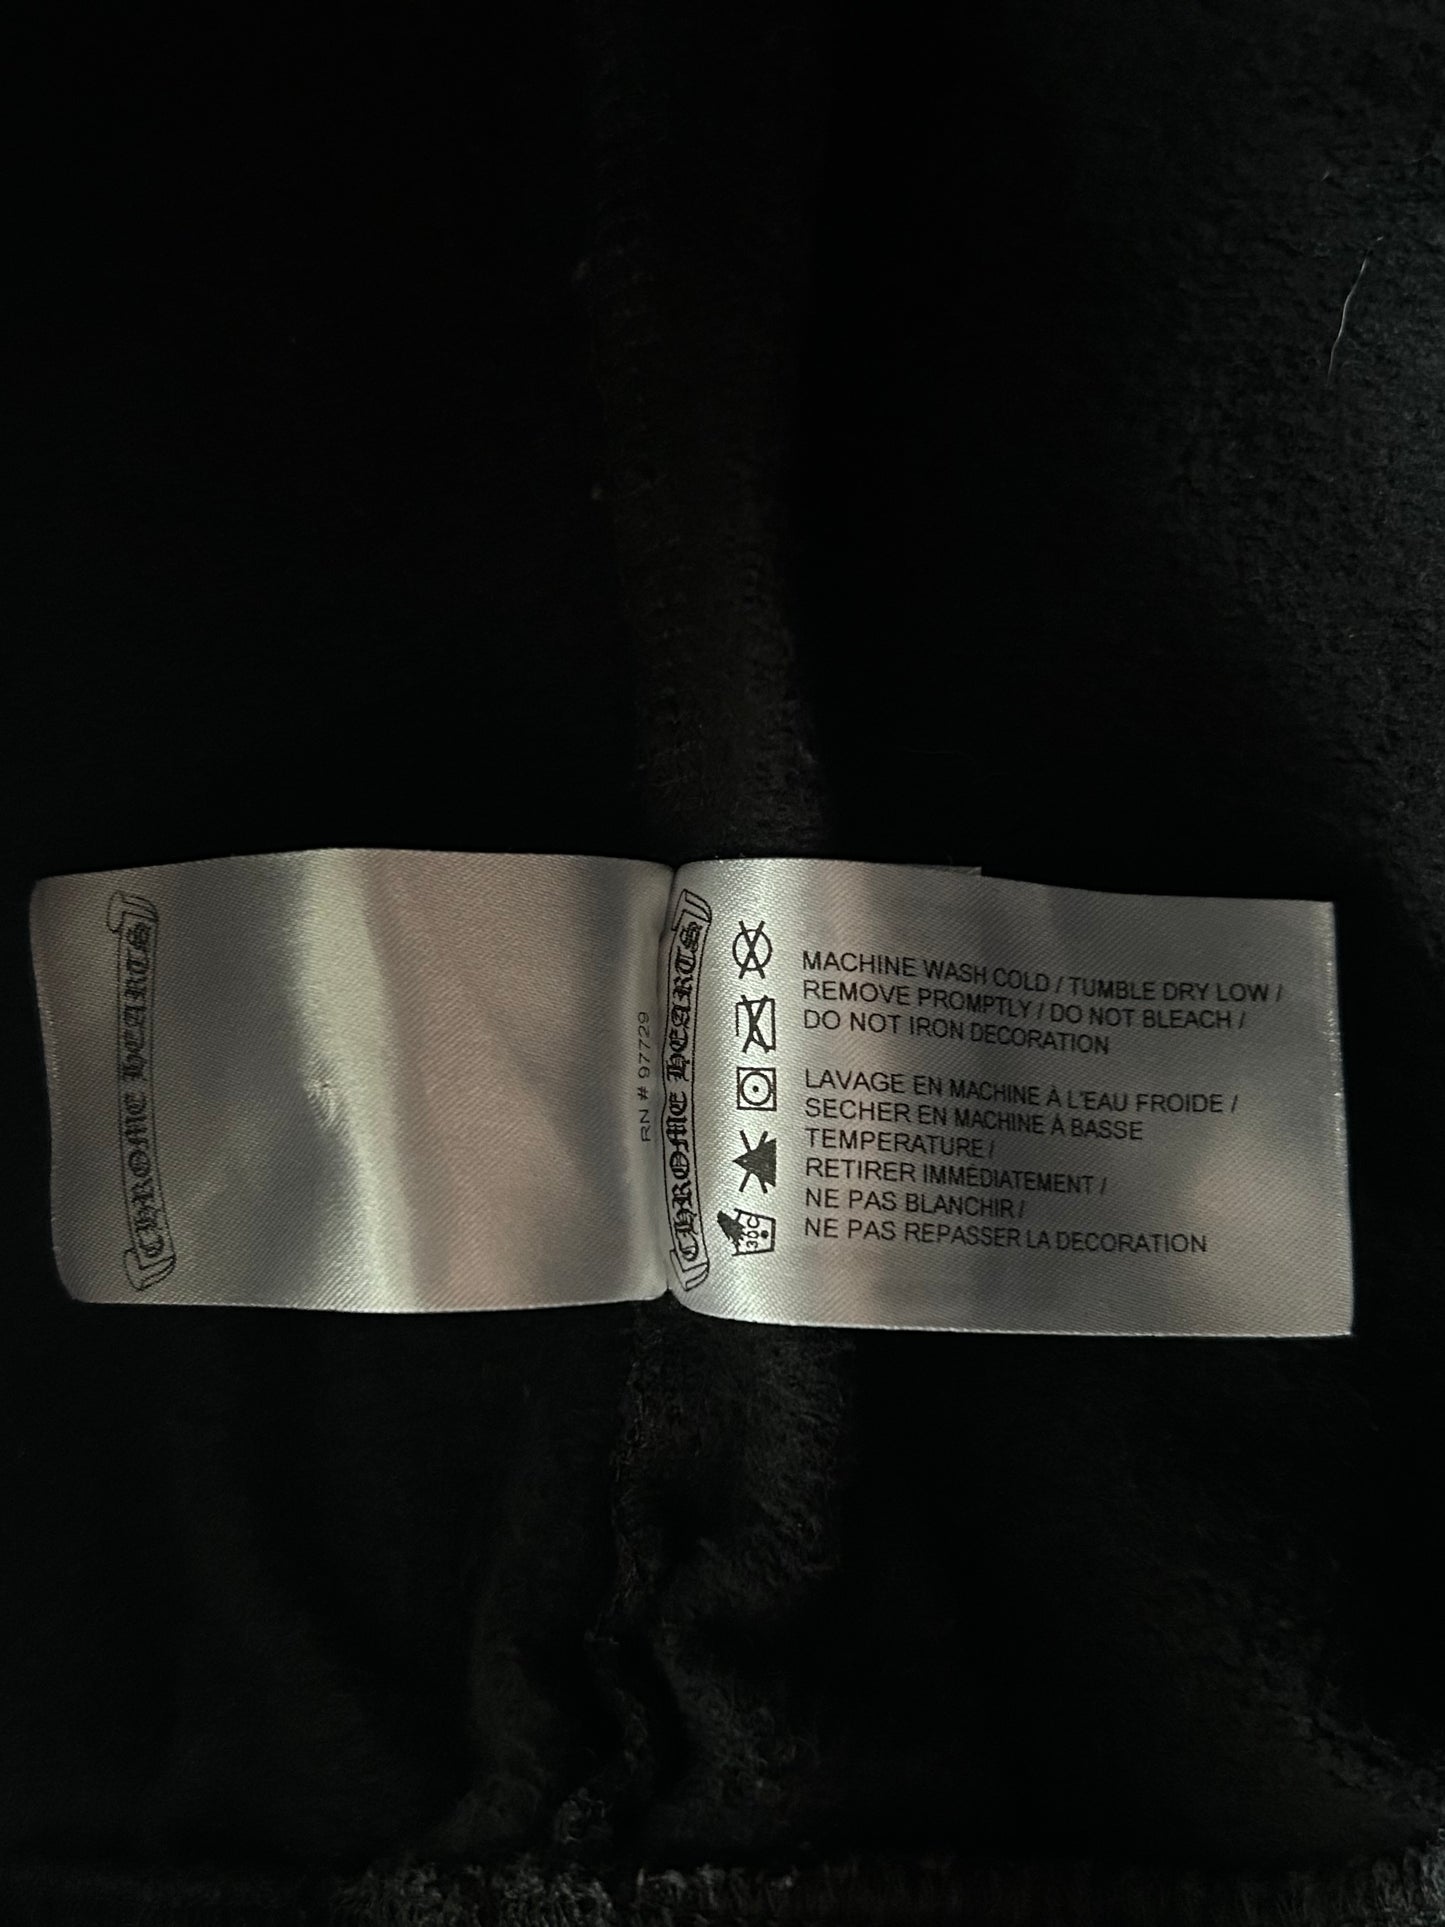 CHROME HEARTS
RN # 97729
CHROME HEARTS
MACHINE WASH COLD / TUMBLE DRY LOW /
REMOVE PROMPTLY / DO NOT BLEACH /
DO NOT IRON DECORATION
LAVAGE EN MACHINE À L'EAU FROIDE /
SECHER EN MACHINE À BASSE
TEMPERATURE /
RETIRER IMMÉDIATEMENT /
NE PAS BLANCHIR /
NE PAS REPASSER LA DECORATION
30C